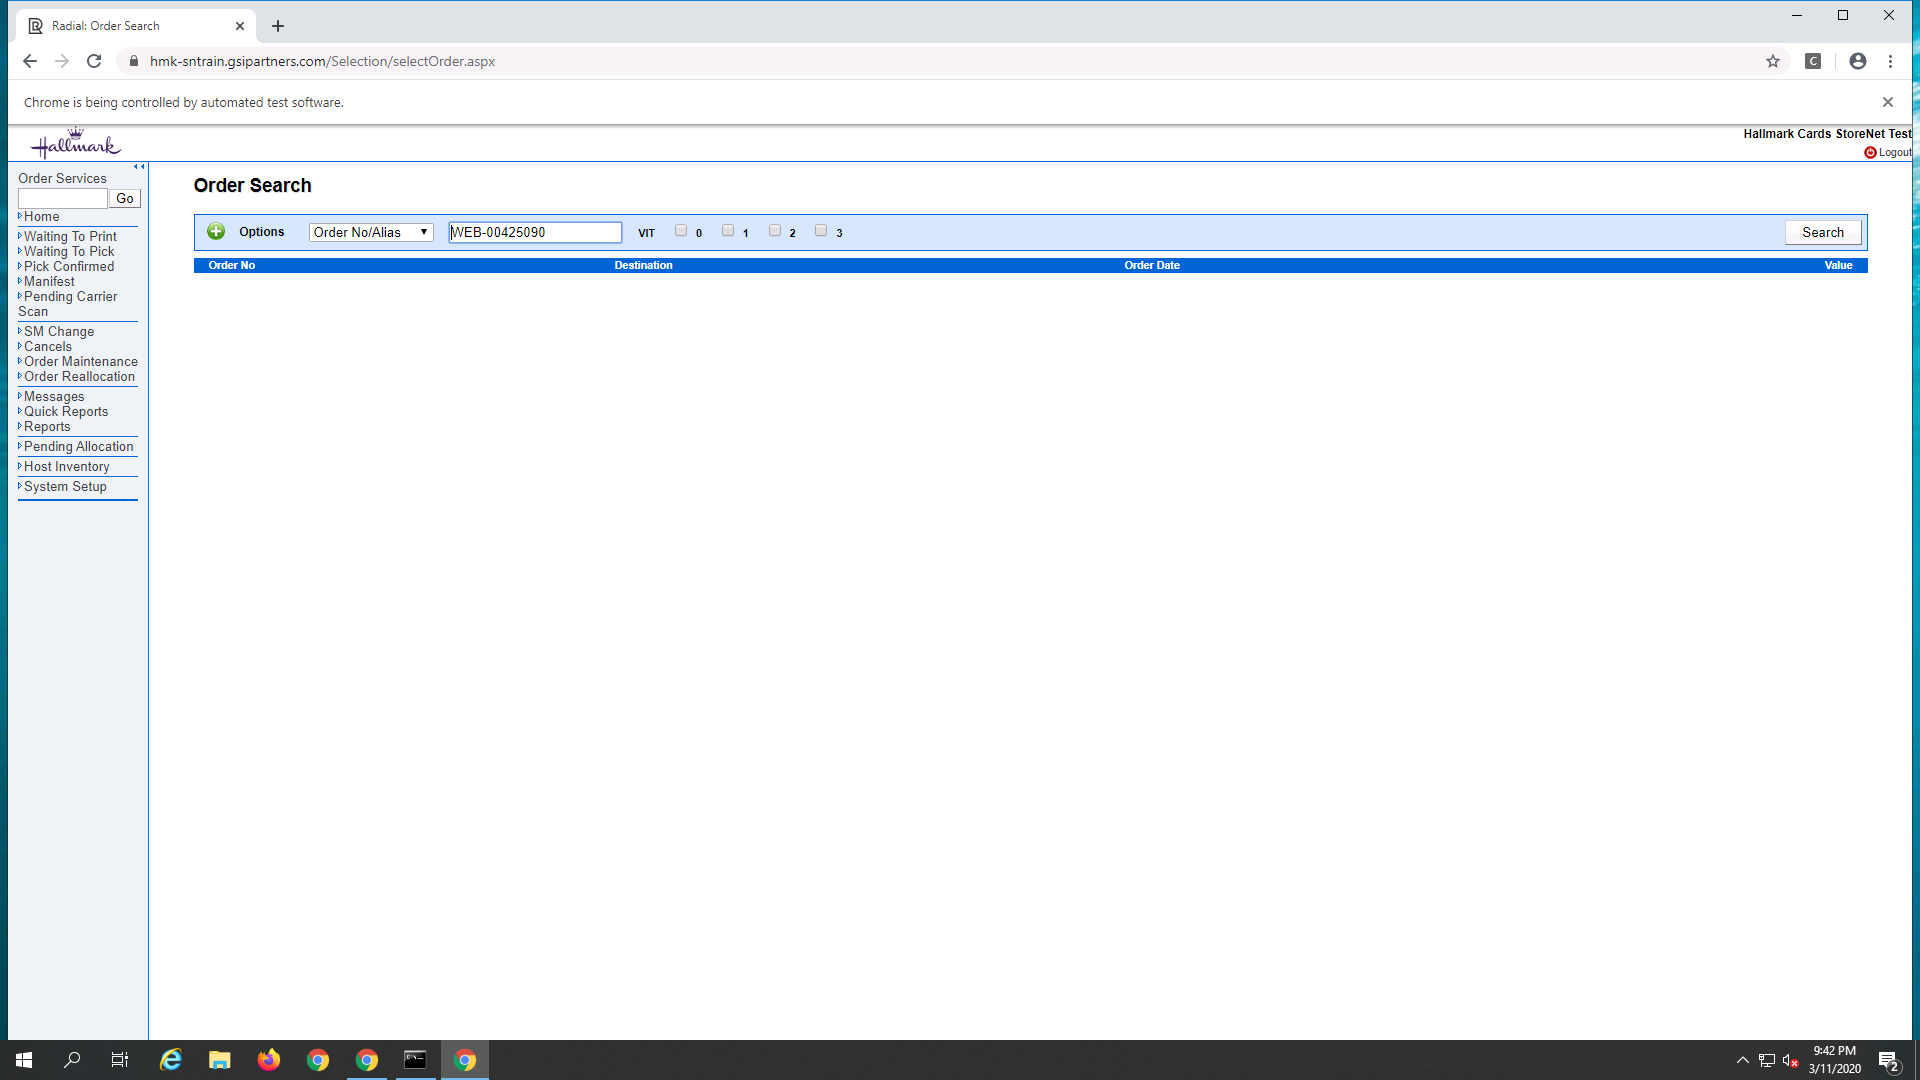 Radial: Order Search
hmk-sntrain.gsipartners.com/Selection/selectOrder.aspx
C
Chrome is being controlled by automated test software.
Hallmark
Hallmark Cards StoreNet Test
Logout
Order Services
Go
Home
Waiting To Print
Waiting To Pick
Pick Confirmed
Manifest
Pending Carrier
Scan
SM Change
Cancels
Order Maintenance
Order Reallocation
Messages
Quick Reports
Reports
Pending Allocation
Host Inventory
System Setup
Order Search
Options Order No/Alias WEB-00425090 VIT 0 1 2 3 Search
Order No Destination Order Date Value
9:42 PM
3/11/2020
2